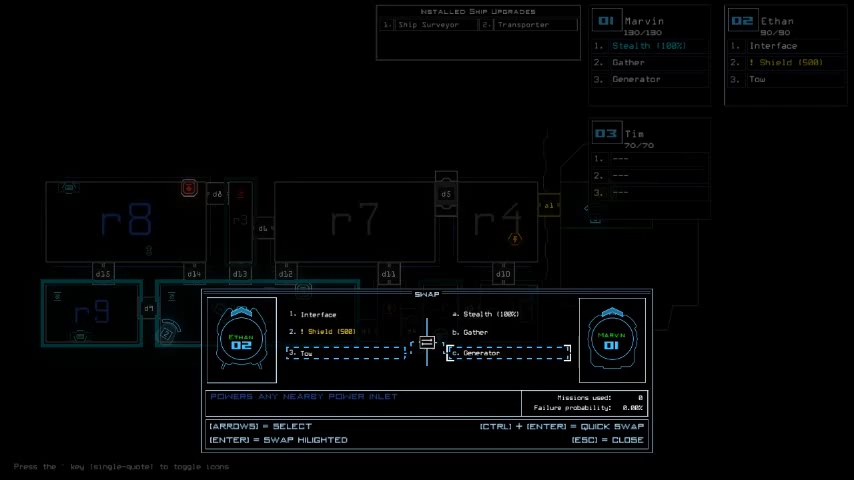 INSTALLED SHIP UPGRADES
1. Ship Surveyor 2. Transporter
01 Marvin
130/130
1. Stealth (100%)
2. Gather
3. Generator
02 Ethan
90/90
1. Interface
2. ! Shield (500)
3. Tow
03 Tim
70/70
1. ---
2. ---
3. ---
r8 d8 r3 d6 r7 d5 r4 a1
d15 d14 d13 d12 d11 d10
r9 d9
SWAP
ETHAN
02
1. Interface
2. ! Shield (500)
3. Tow
a. Stealth (100%)
b. Gather
c. Generator
MARVIN
01
POWERS ANY NEARBY POWER INLET
Missions used: 0
Failure probability: 0.00%
[ARROWS] = SELECT
[CTRL] + [ENTER] = QUICK SWAP
[ENTER] = SWAP HILIGHTED
[ESC] = CLOSE
Press the ' key (single-quote) to toggle icons